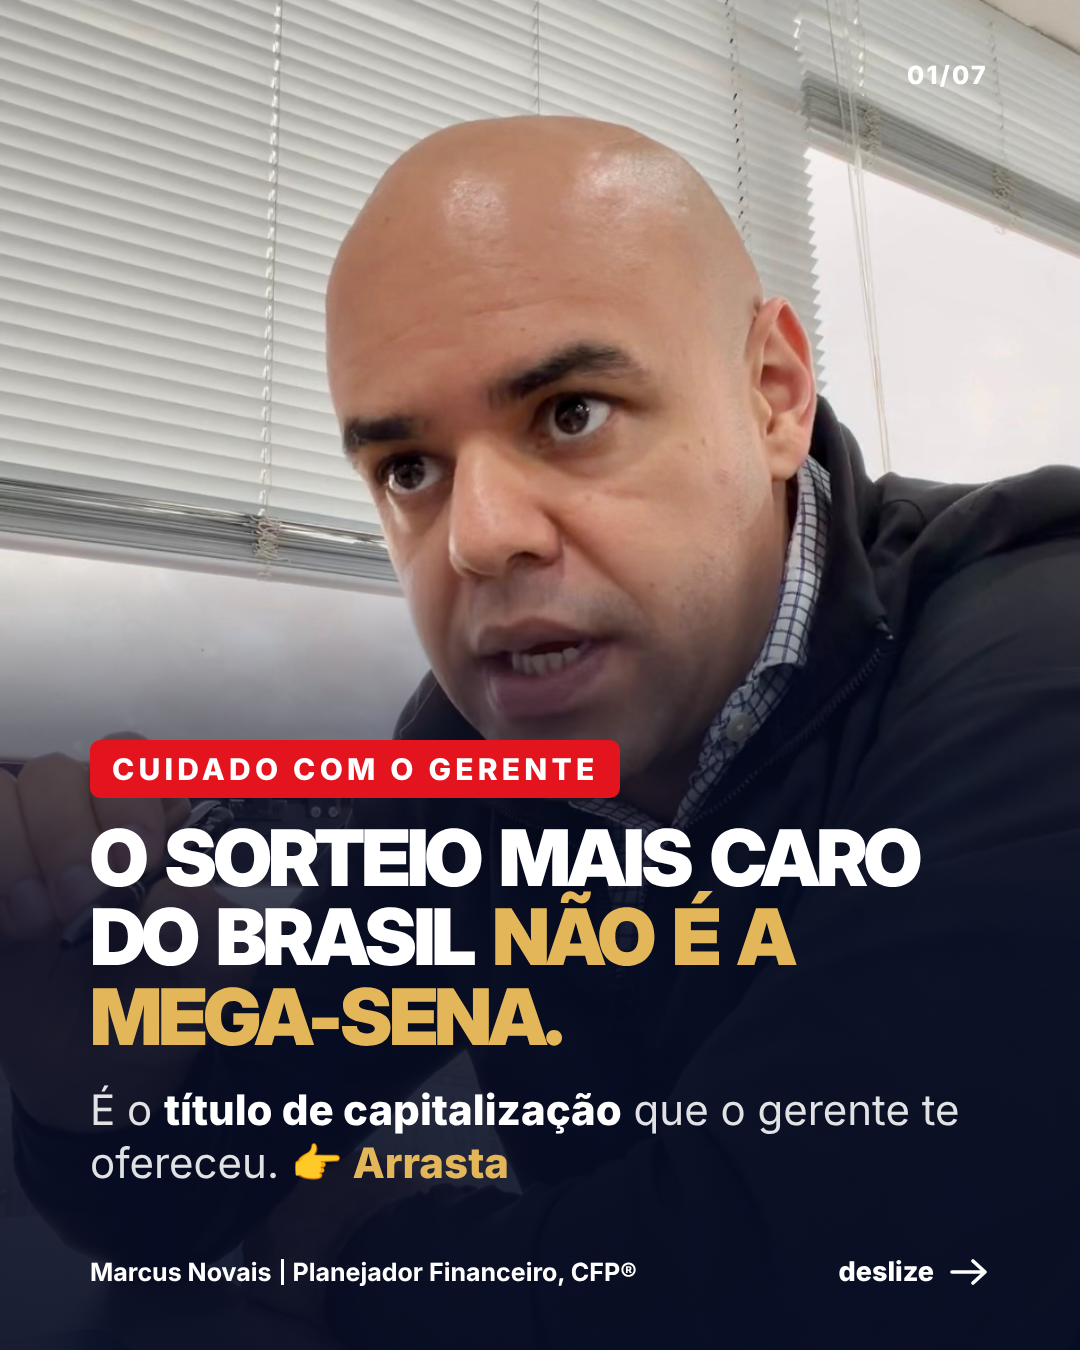 01/07
CUIDADO COM O GERENTE
O SORTEIO MAIS CARO
DO BRASIL NÃO É A
MEGA-SENA.
É o título de capitalização que o gerente te
ofereceu. 👉 Arrasta
Marcus Novais | Planejador Financeiro, CFP®
deslize →